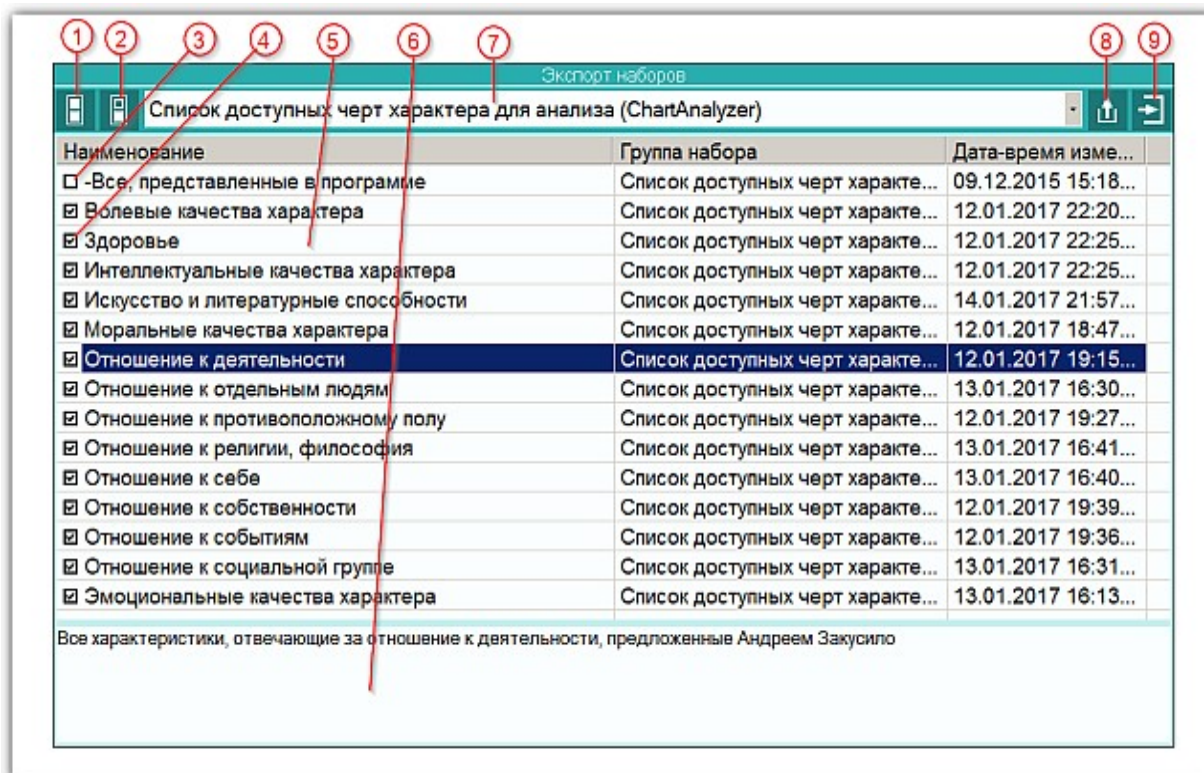 1 2 3 4 5 6 7 8 9
Экспорт наборов
Список доступных черт характера для анализа (ChartAnalyzer)
Наименование Группа набора Дата-время изме...
-Все, представленные в программе Список доступных черт характе... 09.12.2015 15:18...
Волевые качества характера Список доступных черт характе... 12.01.2017 22:20...
Здоровье Список доступных черт характе... 12.01.2017 22:25...
Интеллектуальные качества характера Список доступных черт характе... 12.01.2017 22:25...
Искусство и литературные способности Список доступных черт характе... 14.01.2017 21:57...
Моральные качества характера Список доступных черт характе... 12.01.2017 18:47...
Отношение к деятельности Список доступных черт характе... 12.01.2017 19:15...
Отношение к отдельным людям Список доступных черт характе... 13.01.2017 16:30...
Отношение к противоположному полу Список доступных черт характе... 12.01.2017 19:27...
Отношение к религии, философия Список доступных черт характе... 13.01.2017 16:41...
Отношение к себе Список доступных черт характе... 13.01.2017 16:40...
Отношение к собственности Список доступных черт характе... 12.01.2017 19:39...
Отношение к событиям Список доступных черт характе... 12.01.2017 19:36...
Отношение к социальной группе Список доступных черт характе... 13.01.2017 16:31...
Эмоциональные качества характера Список доступных черт характе... 13.01.2017 16:13...
Все характеристики, отвечающие за отношение к деятельности, предложенные Андреем Закусило